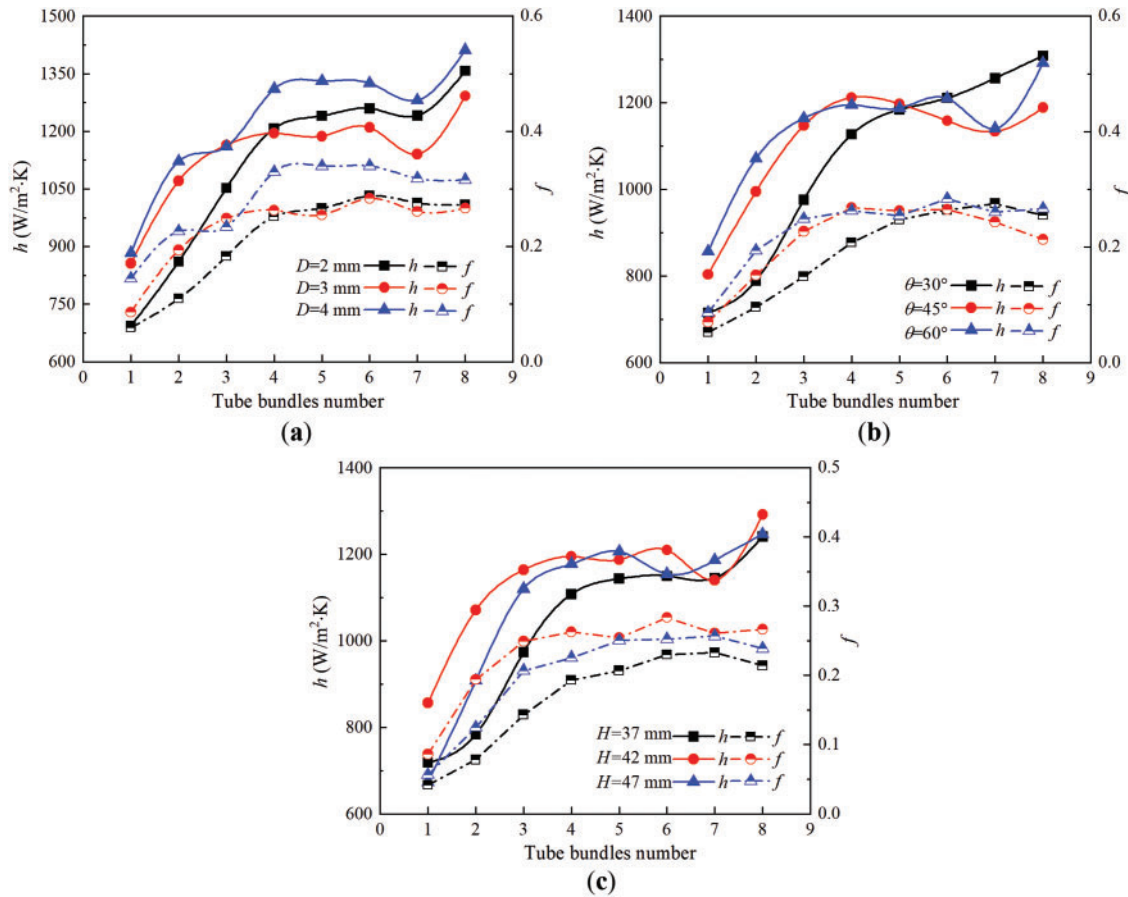 1500
1350
1200
1050
900
750
600
h (W/m²·K)
0.6
0.4
0.2
0.0
f
D=2 mm h f
D=3 mm h f
D=4 mm h f
0 1 2 3 4 5 6 7 8 9
Tube bundles number
(a)
1400
1200
1000
800
600
h (W/m²·K)
0.6
0.4
0.2
0.0
f
θ=30° h f
θ=45° h f
θ=60° h f
0 1 2 3 4 5 6 7 8 9
Tube bundles number
(b)
1400
1200
1000
800
600
h (W/m²·K)
0.5
0.4
0.3
0.2
0.1
0.0
f
H=37 mm h f
H=42 mm h f
H=47 mm h f
0 1 2 3 4 5 6 7 8 9
Tube bundles number
(c)